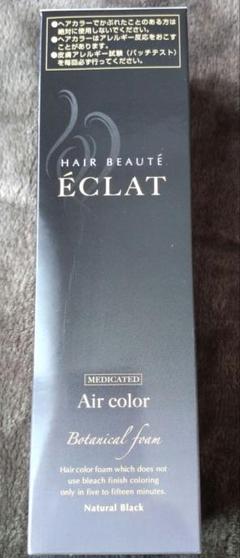 ●ヘアカラーでかぶれたことのある方は
絶対に使用しないでください。
●ヘアカラーはアレルギー反応をおこす
ことがあります。
●皮膚アレルギー試験（パッチテスト）
を毎回必ず行ってください。
HAIR BEAUTÉ
ÉCLAT
MEDICATED
Air color
Botanical foam
Hair color foam which does not
use bleach finish coloring
only in five to fifteen minutes.
Natural Black